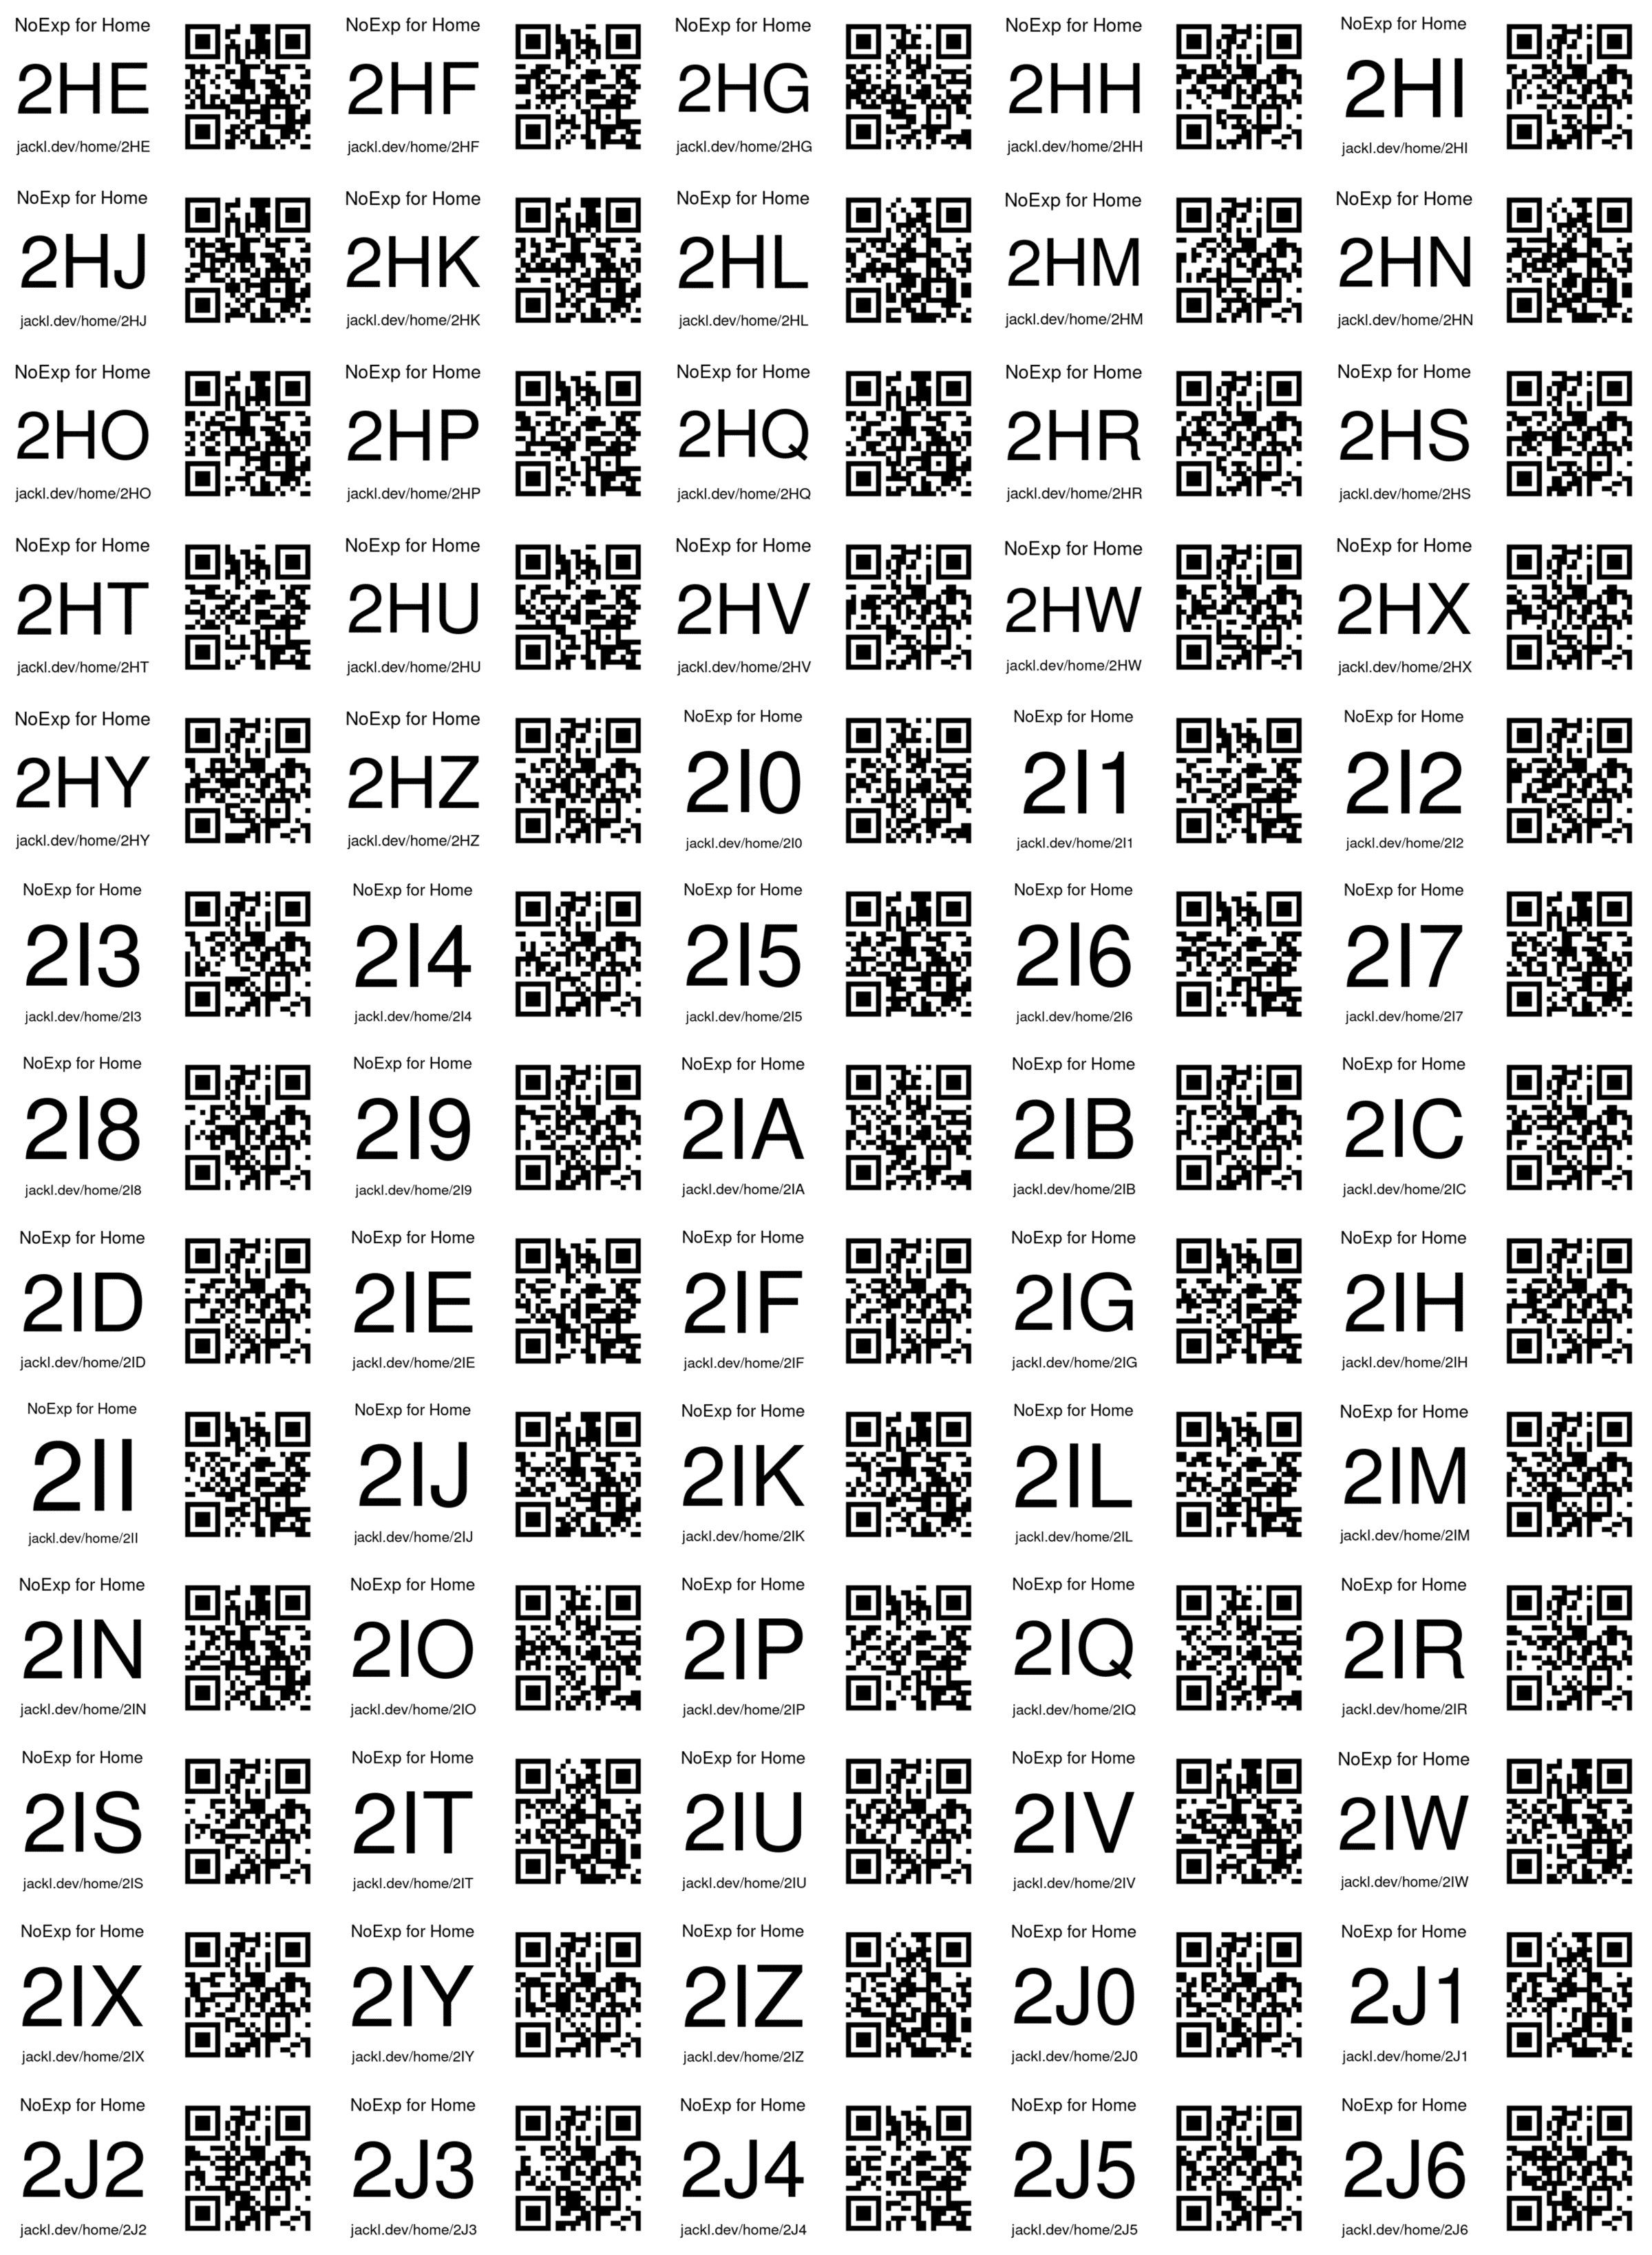 NoExp for Home NoExp for Home NoExp for Home NoExp for Home NoExp for Home
2HE 2HF 2HG 2HH 2HI
jackl.dev/home/2HE jackl.dev/home/2HF jackl.dev/home/2HG jackl.dev/home/2HH jackl.dev/home/2HI
NoExp for Home NoExp for Home NoExp for Home NoExp for Home NoExp for Home
2HJ 2HK 2HL 2HM 2HN
jackl.dev/home/2HJ jackl.dev/home/2HK jackl.dev/home/2HL jackl.dev/home/2HM jackl.dev/home/2HN
NoExp for Home NoExp for Home NoExp for Home NoExp for Home NoExp for Home
2HO 2HP 2HQ 2HR 2HS
jackl.dev/home/2HO jackl.dev/home/2HP jackl.dev/home/2HQ jackl.dev/home/2HR jackl.dev/home/2HS
NoExp for Home NoExp for Home NoExp for Home NoExp for Home NoExp for Home
2HT 2HU 2HV 2HW 2HX
jackl.dev/home/2HT jackl.dev/home/2HU jackl.dev/home/2HV jackl.dev/home/2HW jackl.dev/home/2HX
NoExp for Home NoExp for Home NoExp for Home NoExp for Home NoExp for Home
2HY 2HZ 2I0 2I1 2I2
jackl.dev/home/2HY jackl.dev/home/2HZ jackl.dev/home/2I0 jackl.dev/home/2I1 jackl.dev/home/2I2
NoExp for Home NoExp for Home NoExp for Home NoExp for Home NoExp for Home
2I3 2I4 2I5 2I6 2I7
jackl.dev/home/2I3 jackl.dev/home/2I4 jackl.dev/home/2I5 jackl.dev/home/2I6 jackl.dev/home/2I7
NoExp for Home NoExp for Home NoExp for Home NoExp for Home NoExp for Home
2I8 2I9 2IA 2IB 2IC
jackl.dev/home/2I8 jackl.dev/home/2I9 jackl.dev/home/2IA jackl.dev/home/2IB jackl.dev/home/2IC
NoExp for Home NoExp for Home NoExp for Home NoExp for Home NoExp for Home
2ID 2IE 2IF 2IG 2IH
jackl.dev/home/2ID jackl.dev/home/2IE jackl.dev/home/2IF jackl.dev/home/2IG jackl.dev/home/2IH
NoExp for Home NoExp for Home NoExp for Home NoExp for Home NoExp for Home
2II 2IJ 2IK 2IL 2IM
jackl.dev/home/2II jackl.dev/home/2IJ jackl.dev/home/2IK jackl.dev/home/2IL jackl.dev/home/2IM
NoExp for Home NoExp for Home NoExp for Home NoExp for Home NoExp for Home
2IN 2IO 2IP 2IQ 2IR
jackl.dev/home/2IN jackl.dev/home/2IO jackl.dev/home/2IP jackl.dev/home/2IQ jackl.dev/home/2IR
NoExp for Home NoExp for Home NoExp for Home NoExp for Home NoExp for Home
2IS 2IT 2IU 2IV 2IW
jackl.dev/home/2IS jackl.dev/home/2IT jackl.dev/home/2IU jackl.dev/home/2IV jackl.dev/home/2IW
NoExp for Home NoExp for Home NoExp for Home NoExp for Home NoExp for Home
2IX 2IY 2IZ 2J0 2J1
jackl.dev/home/2IX jackl.dev/home/2IY jackl.dev/home/2IZ jackl.dev/home/2J0 jackl.dev/home/2J1
NoExp for Home NoExp for Home NoExp for Home NoExp for Home NoExp for Home
2J2 2J3 2J4 2J5 2J6
jackl.dev/home/2J2 jackl.dev/home/2J3 jackl.dev/home/2J4 jackl.dev/home/2J5 jackl.dev/home/2J6